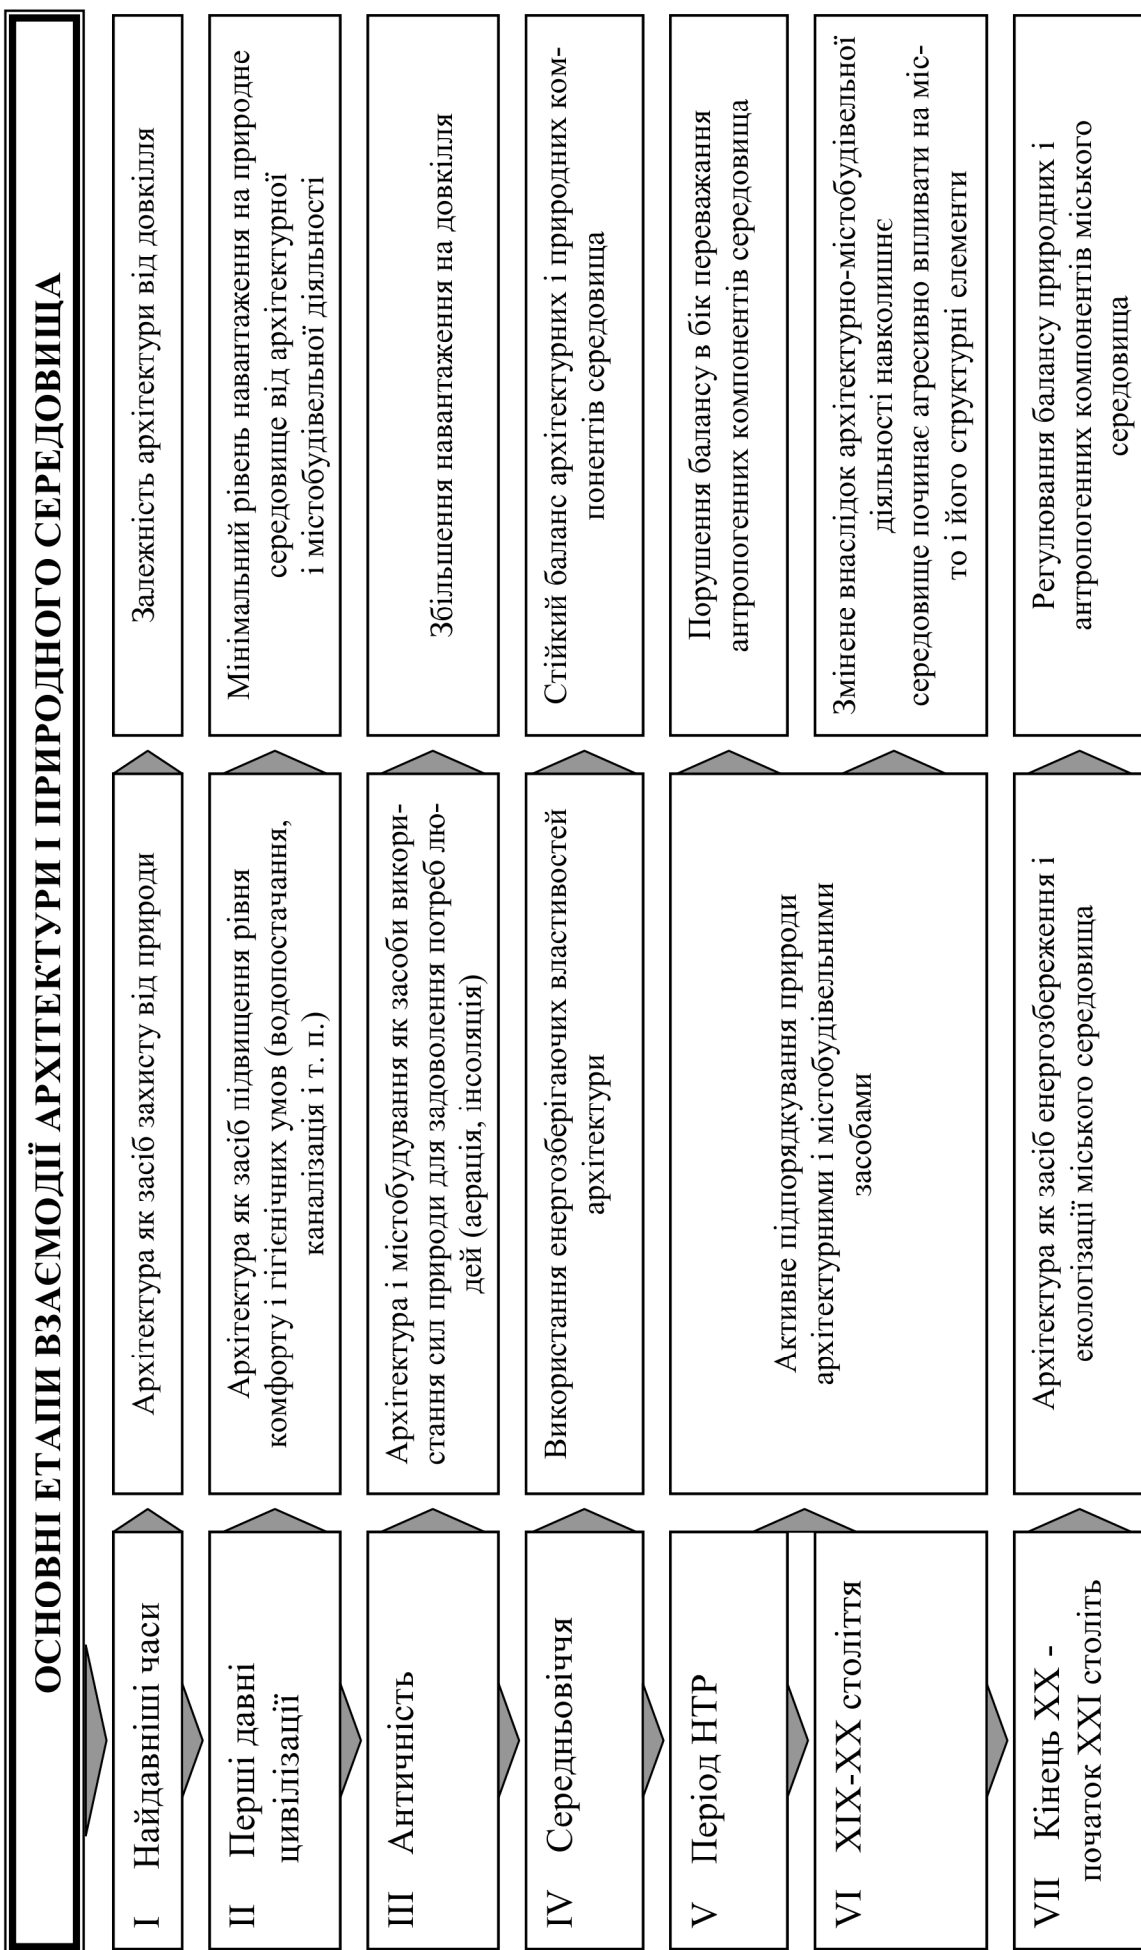 ОСНОВНІ ЕТАПИ ВЗАЄМОДІЇ АРХІТЕКТУРИ І ПРИРОДНОГО СЕРЕДОВИЩА
I Найдавніші часи
Архітектура як засіб захисту від природи
Залежність архітектури від довкілля
II Перші давні
цивілізації
Архітектура як засіб підвищення рівня
комфорту і гігієнічних умов (водопостачання,
каналізація і т. п.)
Мінімальний рівень навантаження на природне
середовище від архітектурної
і містобудівельної діяльності
III Античність
Архітектура і містобудування як засоби викори-
стання сил природи для задоволення потреб лю-
дей (аерація, інсоляція)
Збільшення навантаження на довкілля
IV Середньовіччя
Використання енергозберігаючих властивостей
архітектури
Стійкий баланс архітектурних і природних ком-
понентів середовища
V Період НТР
Активне підпорядкування природи
архітектурними і містобудівельними
засобами
Порушення балансу в бік переважання
антропогенних компонентів середовища
VI XIX-XX століття
Змінене внаслідок архітектурно-містобудівельної
діяльності навколишнє
середовище починає агресивно впливати на міс-
то і його структурні елементи
VII Кінець XX -
початок XXI століть
Архітектура як засіб енергозбереження і
екологізації міського середовища
Регулювання балансу природних і
антропогенних компонентів міського
середовища